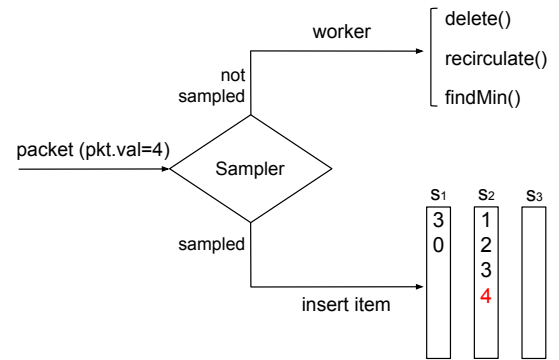 worker
delete()
recirculate()
findMin()
not
sampled
packet (pkt.val=4)
Sampler
sampled
insert item
s1 s2 s3
3 1
0 2
3
4